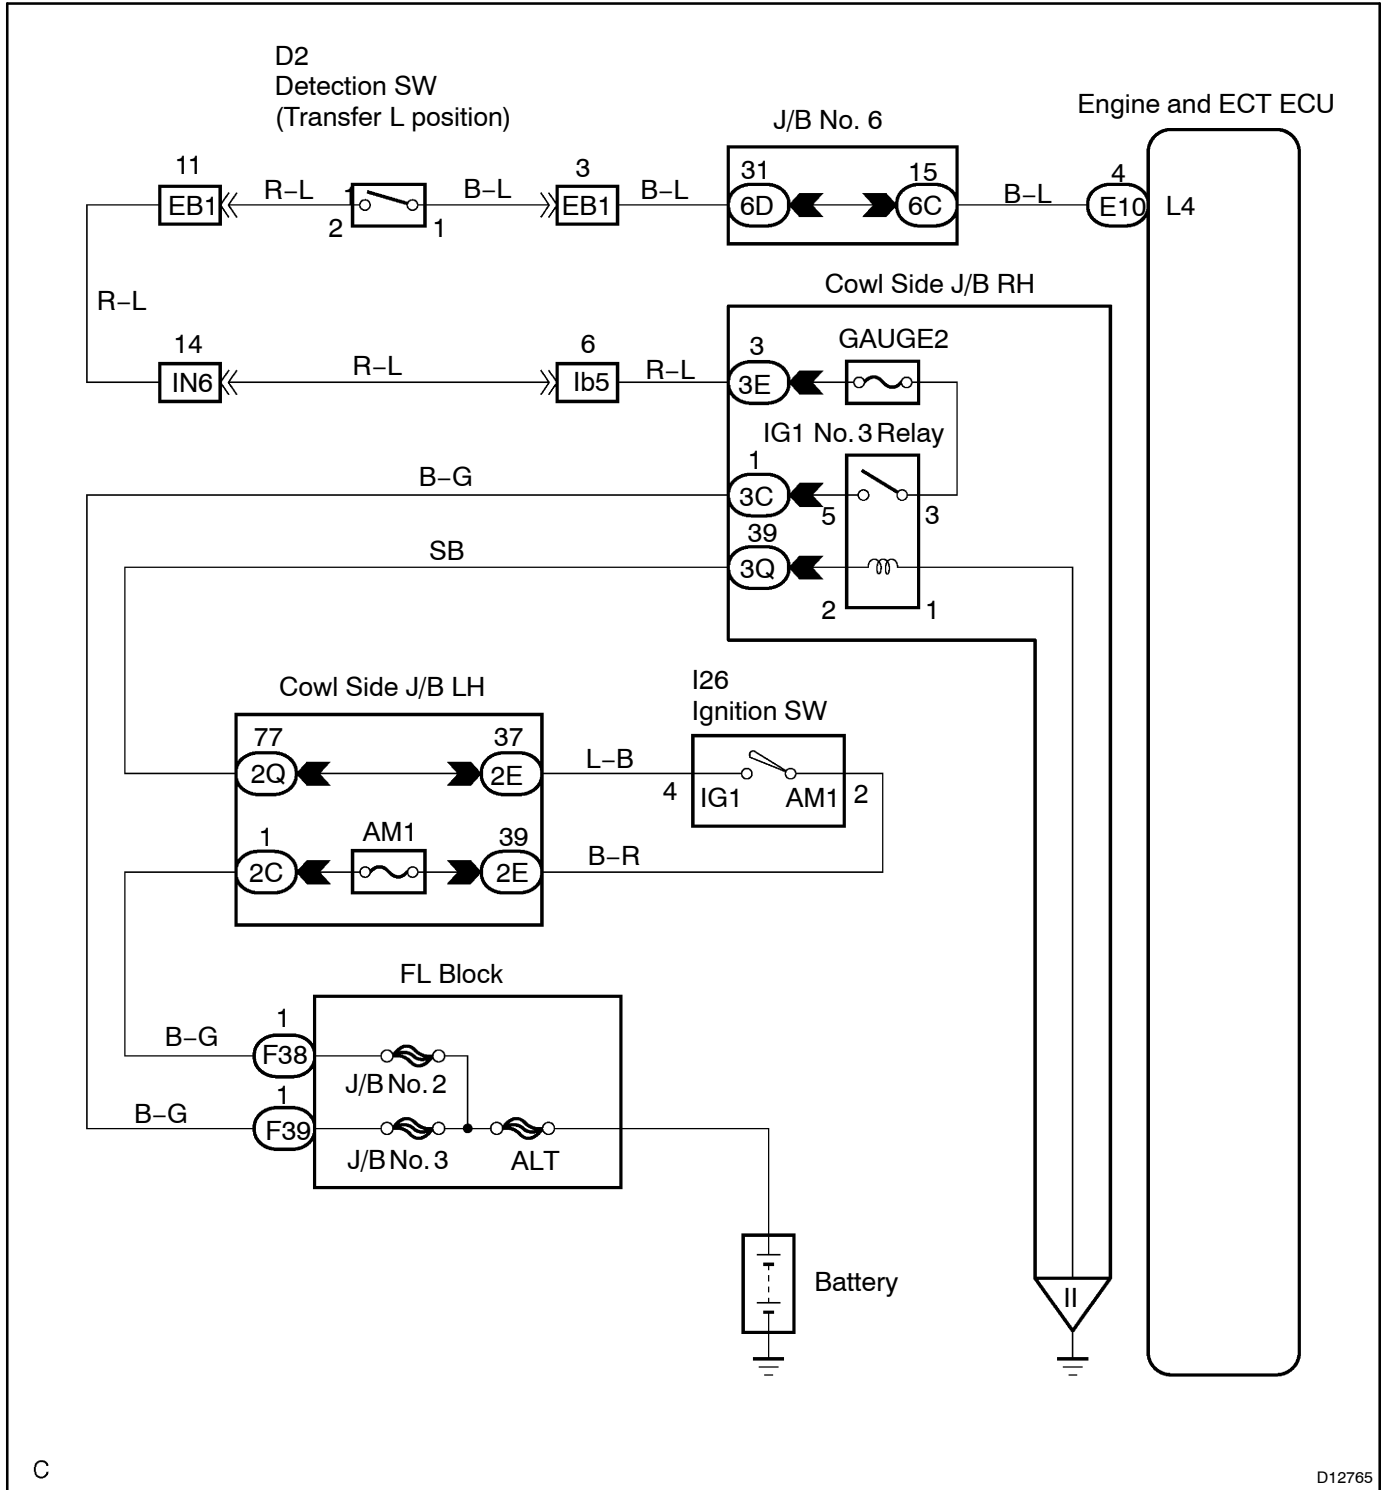 D2
Detection SW
(Transfer L position)
Engine and ECT ECU
J/B No. 6
11
3
31
15
4
EB1
R–L
1
B–L
EB1
B–L
6D
6C
B–L
E10
L4
2
1
Cowl Side J/B RH
R–L
14
6
3
GAUGE2
IN6
R–L
Ib5
R–L
3E
IG1 No. 3 Relay
1
B–G
3C
5
3
39
SB
3Q
2
1
I26
Ignition SW
Cowl Side J/B LH
77
37
2Q
2E
L–B
4
IG1
AM1
2
1
AM1
39
2C
2E
B–R
FL Block
1
B–G
F38
J/B No. 2
1
B–G
F39
J/B No. 3
ALT
Battery
II
C
D12765